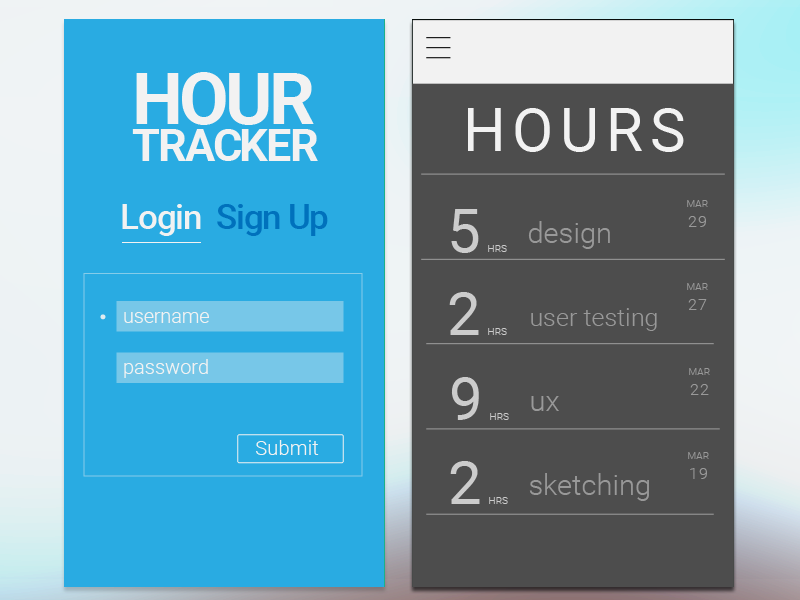 HOUR
TRACKER
Login Sign Up
username
password
Submit
HOURS
5 HRS design MAR 29
2 HRS user testing MAR 27
9 HRS ux MAR 22
2 HRS sketching MAR 19